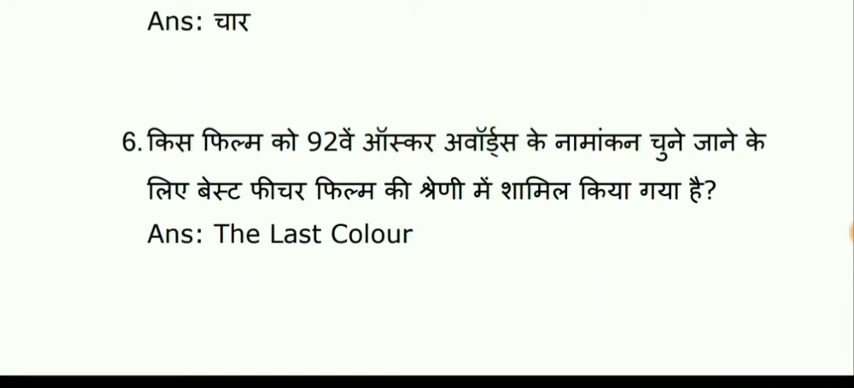 Ans: चार
6. किस फिल्म को 92वें ऑस्कर अवॉर्ड्स के नामांकन चुने जाने के
लिए बेस्ट फीचर फिल्म की श्रेणी में शामिल किया गया है?
Ans: The Last Colour